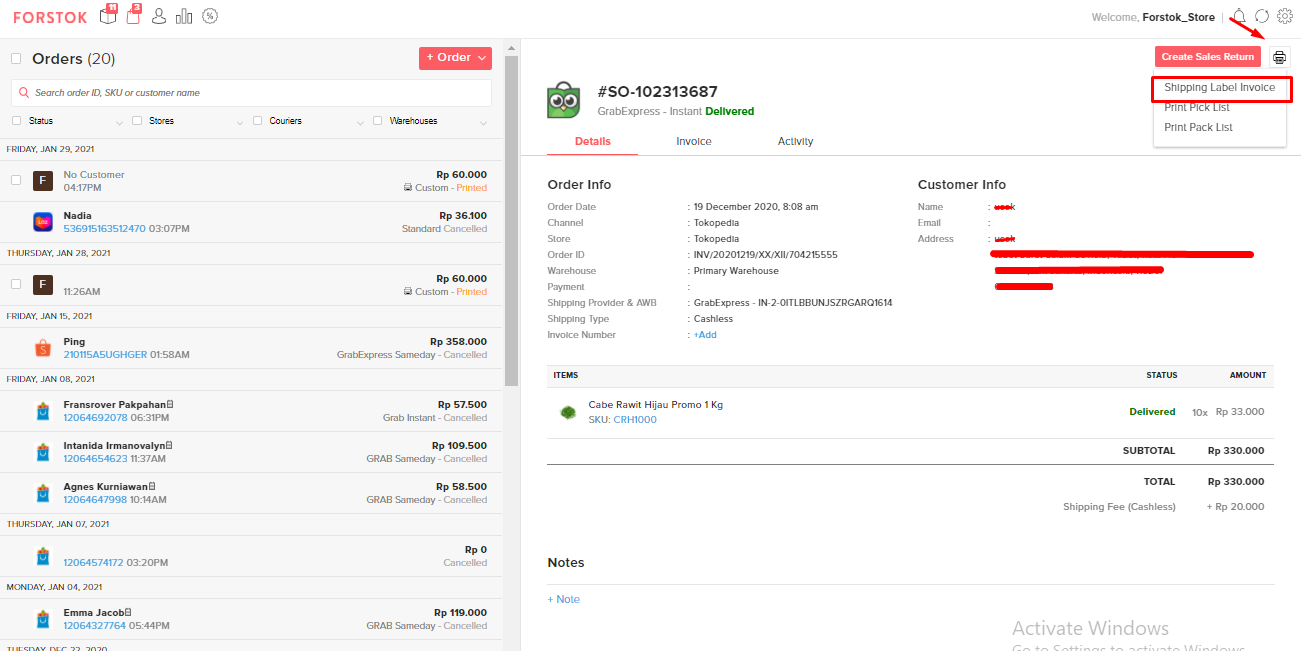 FORSTOK
11
3
Welcome, Forstok_Store
Orders (20)
+ Order
Search order ID, SKU or customer name
Status
Stores
Couriers
Warehouses
FRIDAY, JAN 29, 2021
F
No Customer
Rp 60.000
04:17PM
Custom - Printed
Nadia
Rp 36.100
536915163512470 03:07PM
Standard Cancelled
THURSDAY, JAN 28, 2021
F
Rp 60.000
11:26AM
Custom - Printed
FRIDAY, JAN 15, 2021
Ping
Rp 358.000
210115A5UGHGER 01:58AM
GrabExpress Sameday - Cancelled
FRIDAY, JAN 08, 2021
Fransrover Pakpahan
Rp 57.500
12064692078 06:31PM
Grab Instant - Cancelled
Intanida Irmanovalyn
Rp 109.500
12064654623 11:37AM
GRAB Sameday - Cancelled
Agnes Kurniawan
Rp 58.500
12064647998 10:14AM
GRAB Sameday - Cancelled
THURSDAY, JAN 07, 2021
Rp 0
12064574172 03:20PM
Cancelled
MONDAY, JAN 04, 2021
Emma Jacob
Rp 119.000
12064327764 05:44PM
GRAB Sameday - Cancelled
TUESDAY, DEC 22, 2020
Create Sales Return
Shipping Label Invoice
Print Pick List
Print Pack List
#SO-102313687
GrabExpress - Instant Delivered
Details
Invoice
Activity
Order Info
Order Date : 19 December 2020, 8:08 am
Channel : Tokopedia
Store : Tokopedia
Order ID : INV/20201219/XX/XII/704215555
Warehouse : Primary Warehouse
Payment :
Shipping Provider & AWB : GrabExpress - IN-2-0ITLBBUNJSZRGARQ1614
Shipping Type : Cashless
Invoice Number : +Add
Customer Info
Name :
Email :
Address :
ITEMS STATUS AMOUNT
Cabe Rawit Hijau Promo 1 Kg
SKU: CRH1000
Delivered 10x Rp 33.000
SUBTOTAL Rp 330.000
TOTAL Rp 330.000
Shipping Fee (Cashless) + Rp 20.000
Notes
+ Note
Activate Windows
Go to Settings to activate Windows.